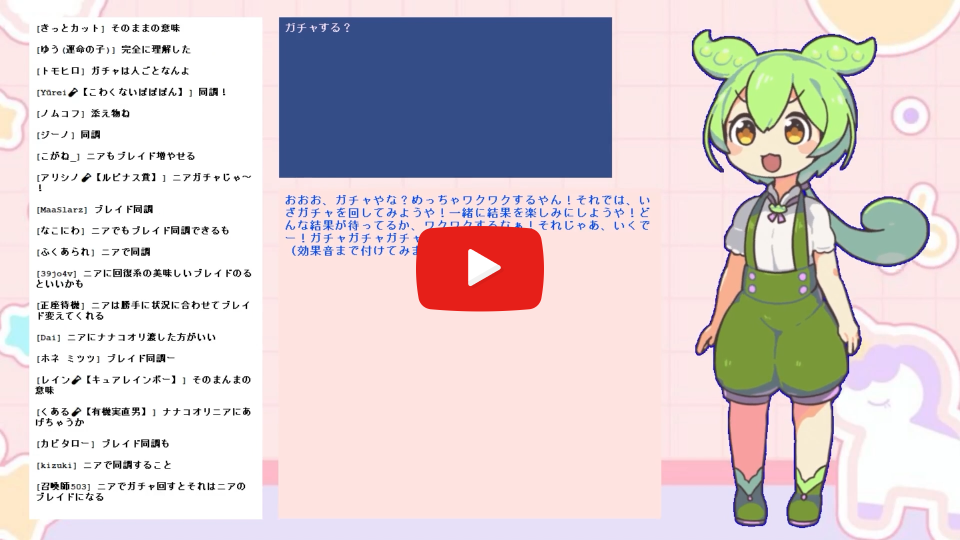 [きっとカット] そのままの意味
[ゆう(運命の子)] 完全に理解した
[トモヒロ] ガチャは人ごとなんよ
[Yūrei🎤【こわくないぱぱぱん】] 同調！
[ノムコフ] 添え物ね
[ジーノ] 同調
[こがね_] ニアもブレイド増やせる
[アリシノ🎤【ルピナス賞】] ニアガチャじゃ〜
！
[MaaSlarz] ブレイド同調
[なこにわ] ニアでもブレイド同調できるも
[ふくあられ] ニアで同調
[39jo4v] ニアに回復系の美味しいブレイドのる
といいかも
[正座待機] ニアは勝手に状況に合わせてブレイ
ド変えてくれる
[Dai] ニアにナナコオリ渡した方がいい
[ホネ ミツツ] ブレイド同調ー
[レイン🎤【キュアレインボー】] そのまんまの
意味
[くある🎤【有機実直男】] ナナコオリニアにあ
げちゃうか
[カピタロー] ブレイド同調も
[kizuki] ニアで同調すること
[召喚師503] ニアでガチャ回すとそれはニアの
ブレイドになる
ガチャする？
おおお、ガチャやな？めっちゃワクワクするやん！それでは、い
ざガチャを回してみようや！一緒に結果を楽しみにしようや！ど
んな結果が待ってるか、ワクワクするなぁ！それじゃあ、いくで
ー！ガチャガチャガチャ
（効果音まで付けてみま